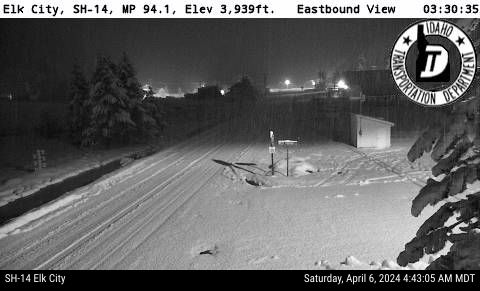 Elk City, SH-14, MP 94.1, Elev 3,939ft.   Eastbound View   03:30:35
IDAHO
TRANSPORTATION DEPARTMENT
SH-14 Elk City   Saturday, April 6, 2024 4:43:05 AM MDT